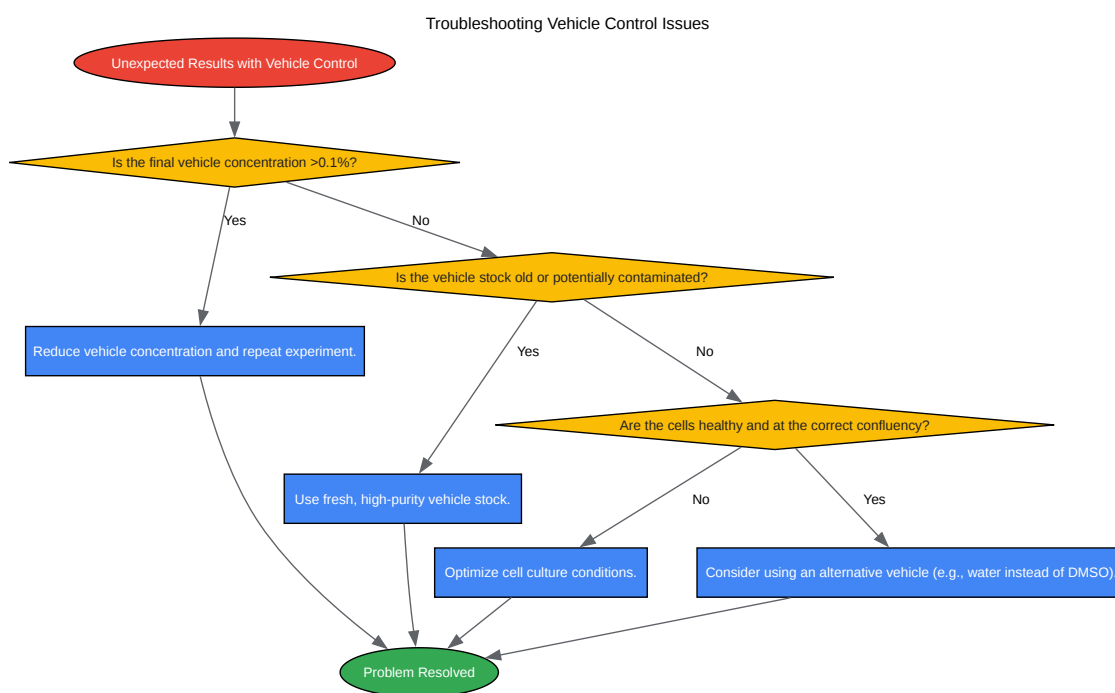 Troubleshooting Vehicle Control Issues
Unexpected Results with Vehicle Control
Is the final vehicle concentration >0.1%?
Yes
No
Is the vehicle stock old or potentially contaminated?
Reduce vehicle concentration and repeat experiment.
Yes
No
Are the cells healthy and at the correct confluency?
Use fresh, high-purity vehicle stock.
No
Yes
Optimize cell culture conditions.
Consider using an alternative vehicle (e.g., water instead of DMSO)
Problem Resolved